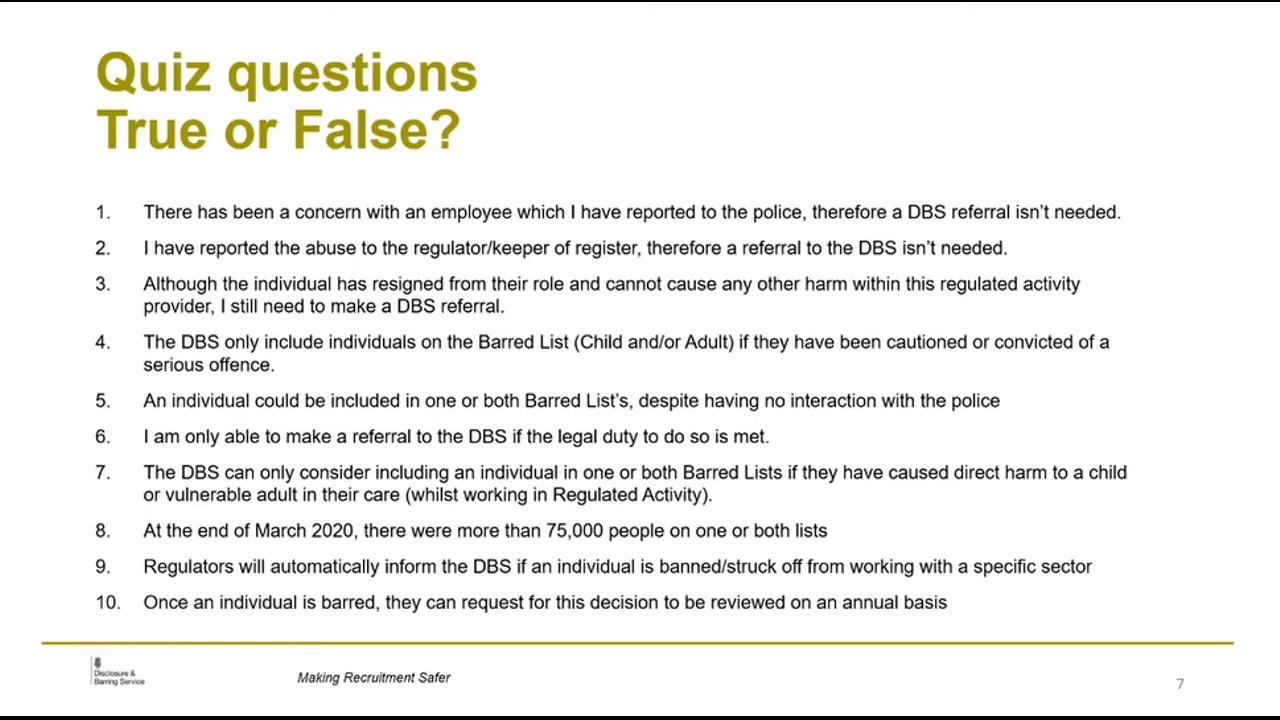 Quiz questions
True or False?
1. There has been a concern with an employee which I have reported to the police, therefore a DBS referral isn’t needed.
2. I have reported the abuse to the regulator/keeper of register, therefore a referral to the DBS isn’t needed.
3. Although the individual has resigned from their role and cannot cause any other harm within this regulated activity
provider, I still need to make a DBS referral.
4. The DBS only include individuals on the Barred List (Child and/or Adult) if they have been cautioned or convicted of a
serious offence.
5. An individual could be included in one or both Barred List’s, despite having no interaction with the police
6. I am only able to make a referral to the DBS if the legal duty to do so is met.
7. The DBS can only consider including an individual in one or both Barred Lists if they have caused direct harm to a child
or vulnerable adult in their care (whilst working in Regulated Activity).
8. At the end of March 2020, there were more than 75,000 people on one or both lists
9. Regulators will automatically inform the DBS if an individual is banned/struck off from working with a specific sector
10. Once an individual is barred, they can request for this decision to be reviewed on an annual basis
Disclosure &
Barring Service
Making Recruitment Safer
7